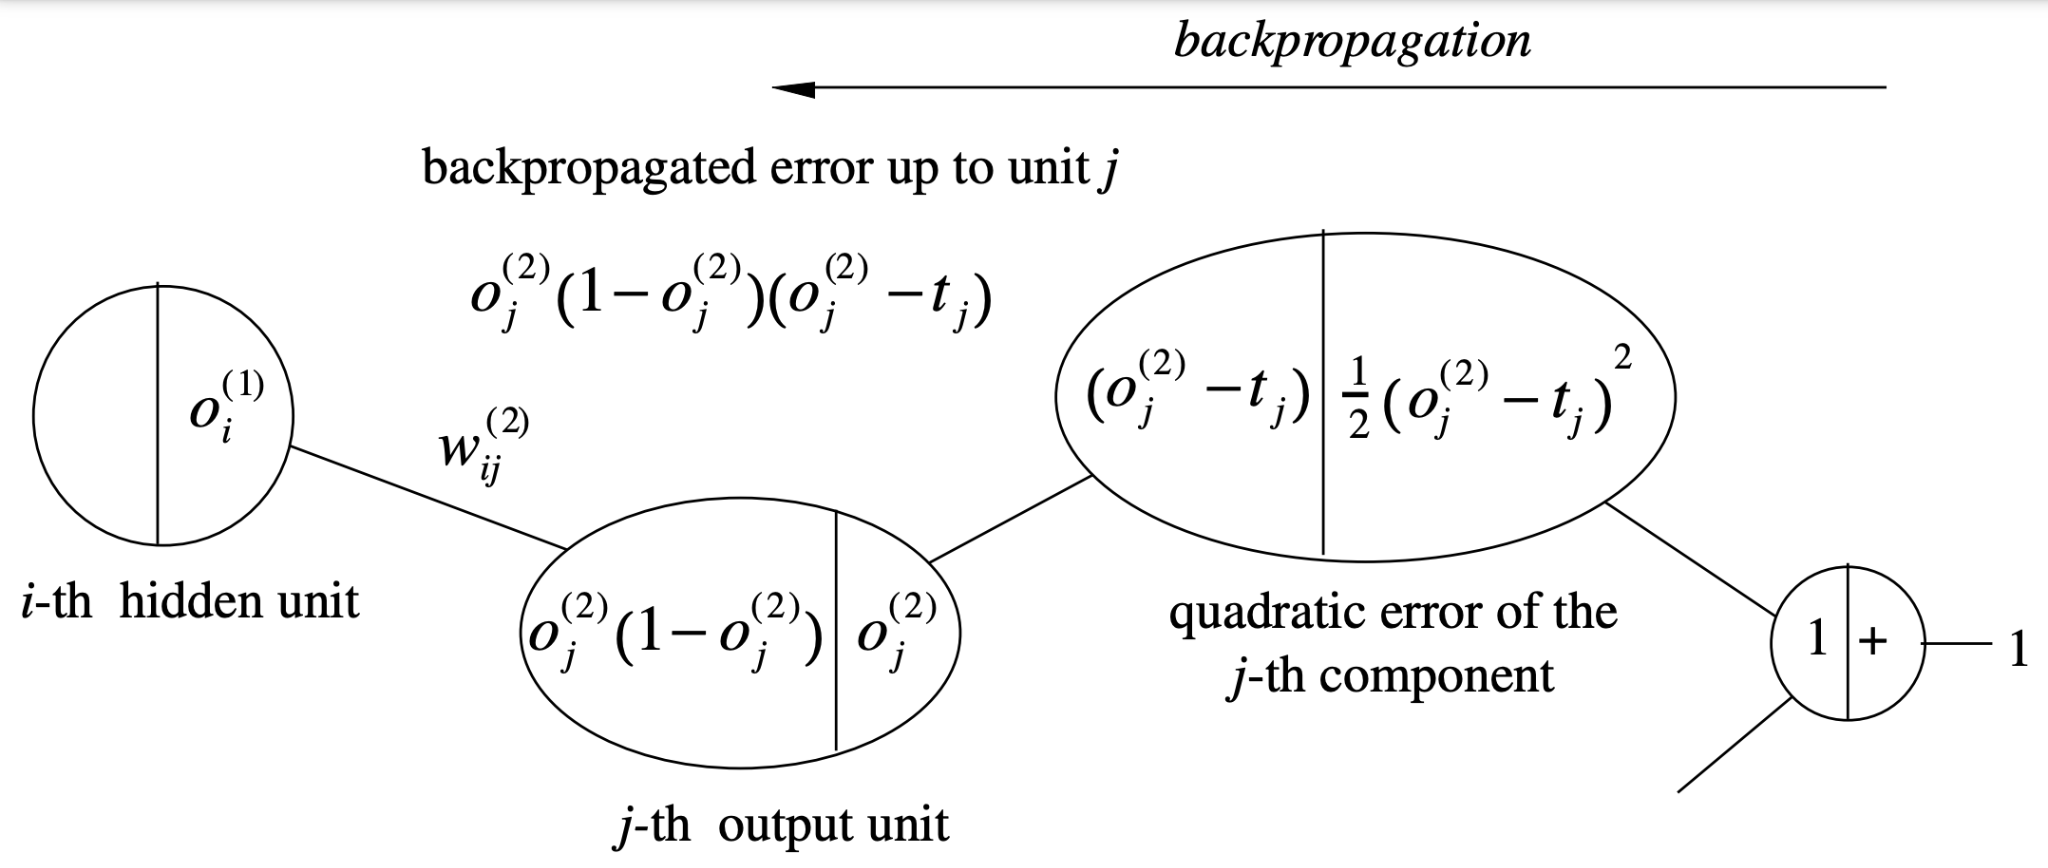 backpropagation
backpropagated error up to unit j
o_j^(2)(1−o_j^(2))(o_j^(2)−t_j)
o_i^(1)
w_ij^(2)
(o_j^(2)−t_j) 1/2(o_j^(2)−t_j)^2
i-th hidden unit
o_j^(2)(1−o_j^(2)) o_j^(2)
quadratic error of the
j-th component
1 + 1
j-th output unit